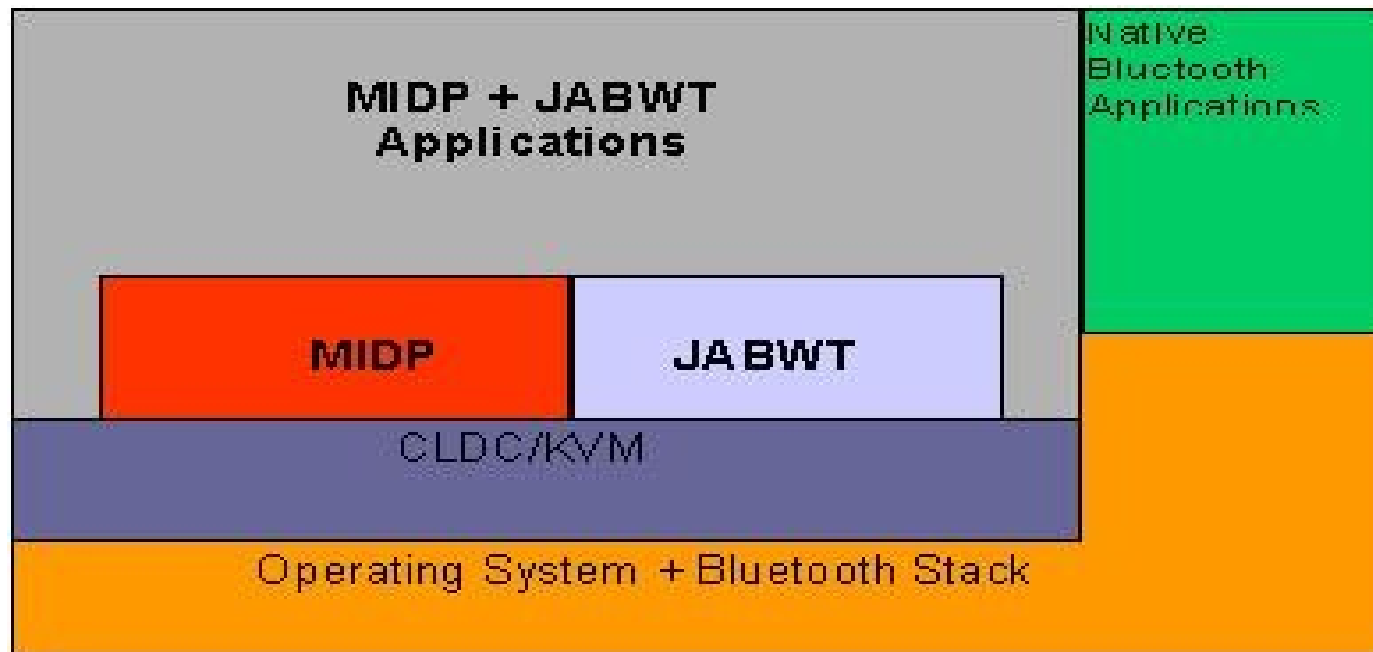 MIDP + JABWT
Applications
Native
Bluetooth
Applications
MIDP
JABWT
CLDC/KVM
Operating System + Bluetooth Stack